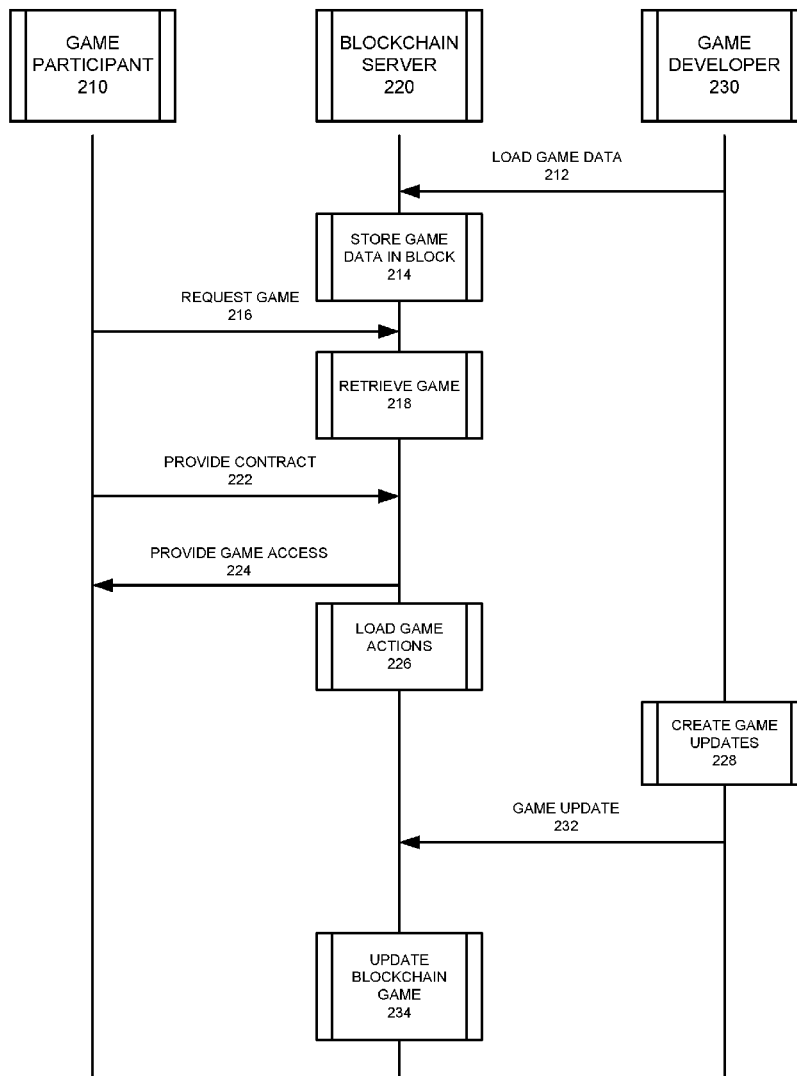 GAME
PARTICIPANT
210
BLOCKCHAIN
SERVER
220
GAME
DEVELOPER
230
LOAD GAME DATA
212
STORE GAME
DATA IN BLOCK
214
REQUEST GAME
216
RETRIEVE GAME
218
PROVIDE CONTRACT
222
PROVIDE GAME ACCESS
224
LOAD GAME
ACTIONS
226
CREATE GAME
UPDATES
228
GAME UPDATE
232
UPDATE
BLOCKCHAIN
GAME
234